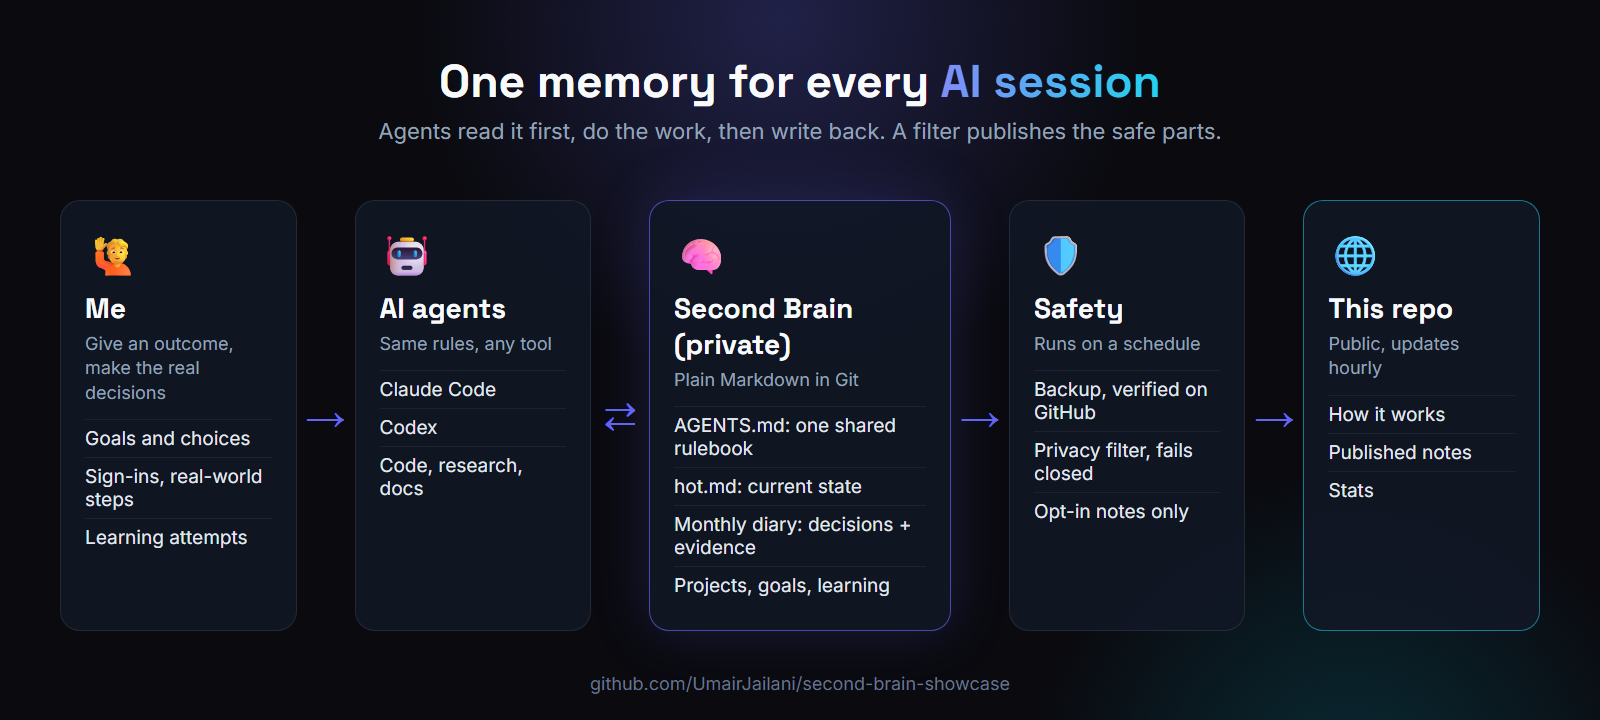 One memory for every AI session
Agents read it first, do the work, then write back. A filter publishes the safe parts.
Me
Give an outcome,
make the real
decisions
Goals and choices
Sign-ins, real-world
steps
Learning attempts
AI agents
Same rules, any tool
Claude Code
Codex
Code, research,
docs
Second Brain
(private)
Plain Markdown in Git
AGENTS.md: one shared
rulebook
hot.md: current state
Monthly diary: decisions +
evidence
Projects, goals, learning
Safety
Runs on a schedule
Backup, verified on
GitHub
Privacy filter, fails
closed
Opt-in notes only
This repo
Public, updates
hourly
How it works
Published notes
Stats
github.com/UmairJailani/second-brain-showcase